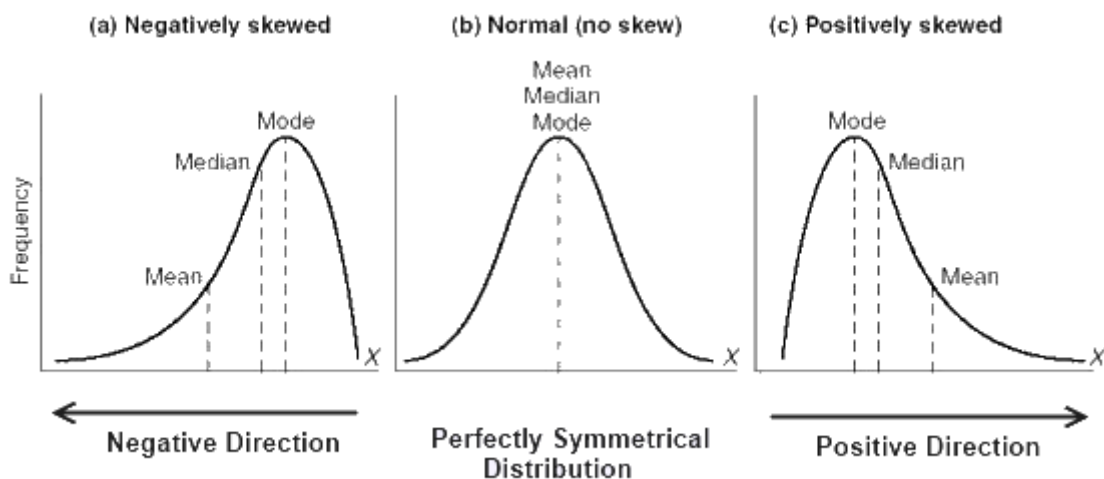 (a) Negatively skewed
(b) Normal (no skew)
(c) Positively skewed
Frequency
Mode
Median
Mean
X
Mean
Median
Mode
Mode
Median
Mean
X
X
Negative Direction
Perfectly Symmetrical
Distribution
Positive Direction